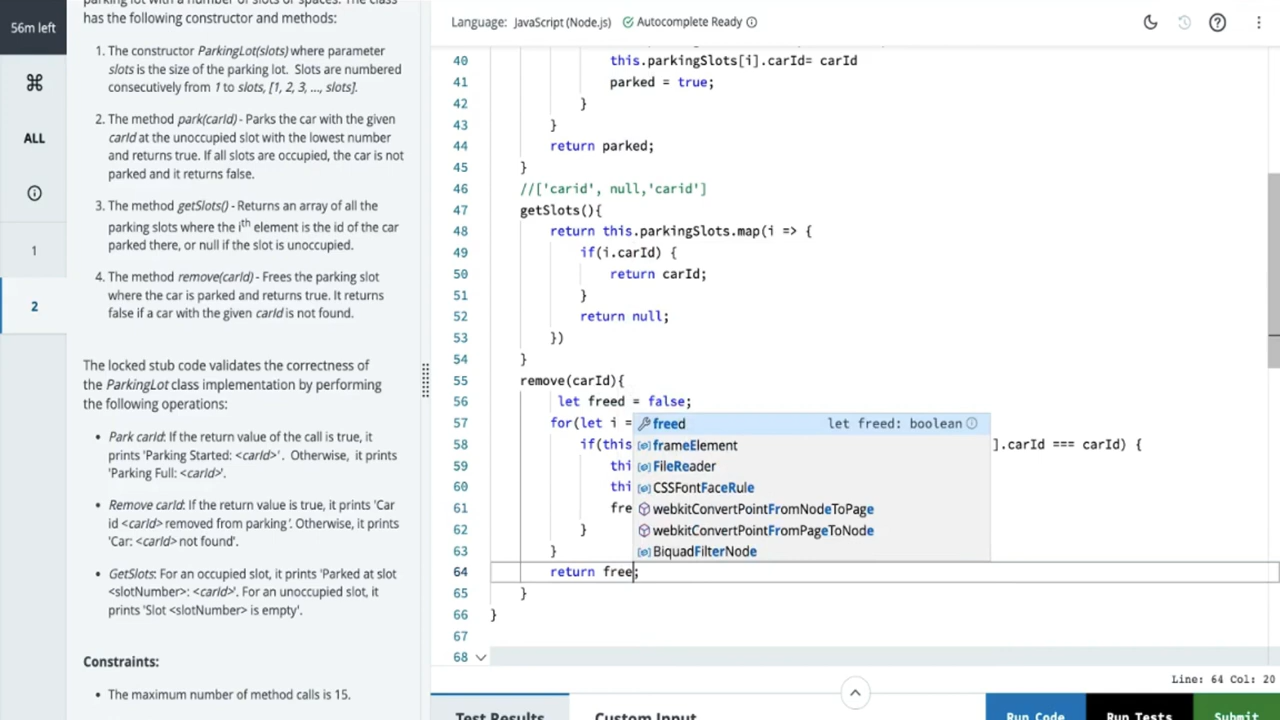 parking lot with a number of slots or spaces. The class
has the following constructor and methods:
56m left
1. The constructor ParkingLot(slots) where parameter
slots is the size of the parking lot. Slots are numbered
consecutively from 1 to slots, [1, 2, 3, ..., slots].
2. The method park(carId) - Parks the car with the given
carId at the unoccupied slot with the lowest number
and returns true. If all slots are occupied, the car is not
parked and it returns false.
3. The method getSlots() - Returns an array of all the
parking slots where the ith element is the id of the car
parked there, or null if the slot is unoccupied.
4. The method remove(carId) - Frees the parking slot
where the car is parked and returns true. It returns
false if a car with the given carId is not found.
The locked stub code validates the correctness of
the ParkingLot class implementation by performing
the following operations:
• Park carId: If the return value of the call is true, it
prints 'Parking Started: <carId>'. Otherwise, it prints
'Parking Full: <carId>'.
• Remove carId: If the return value is true, it prints 'Car
id <carId> removed from parking'. Otherwise, it prints
'Car: <carId> not found'.
• GetSlots: For an occupied slot, it prints 'Parked at slot
<slotNumber>: <carId>'. For an unoccupied slot, it
prints 'Slot <slotNumber> is empty'.
Constraints:
• The maximum number of method calls is 15.
ALL
1
2
Language: JavaScript (Node.js) Autocomplete Ready
40 this.parkingSlots[i].carId= carId
41 parked = true;
42 }
43 }
44 return parked;
45 }
46 //['carid', null,'carid']
47 getSlots(){
48 return this.parkingSlots.map(i => {
49 if(i.carId) {
50 return carId;
51 }
52 return null;
53 })
54 }
55 remove(carId){
56 let freed = false;
57 for(let i =
58 if(this ].carId === carId) {
59 thi
60 thi
61 fre
62 }
63 }
64 return free;
65 }
66 }
67
68
freed let freed: boolean
frameElement
FileReader
CSSFontFaceRule
webkitConvertPointFromNodeToPage
webkitConvertPointFromPageToNode
BiquadFilterNode
Line: 64 Col: 20
Test Results Custom Input Run Code Run Tests Submit